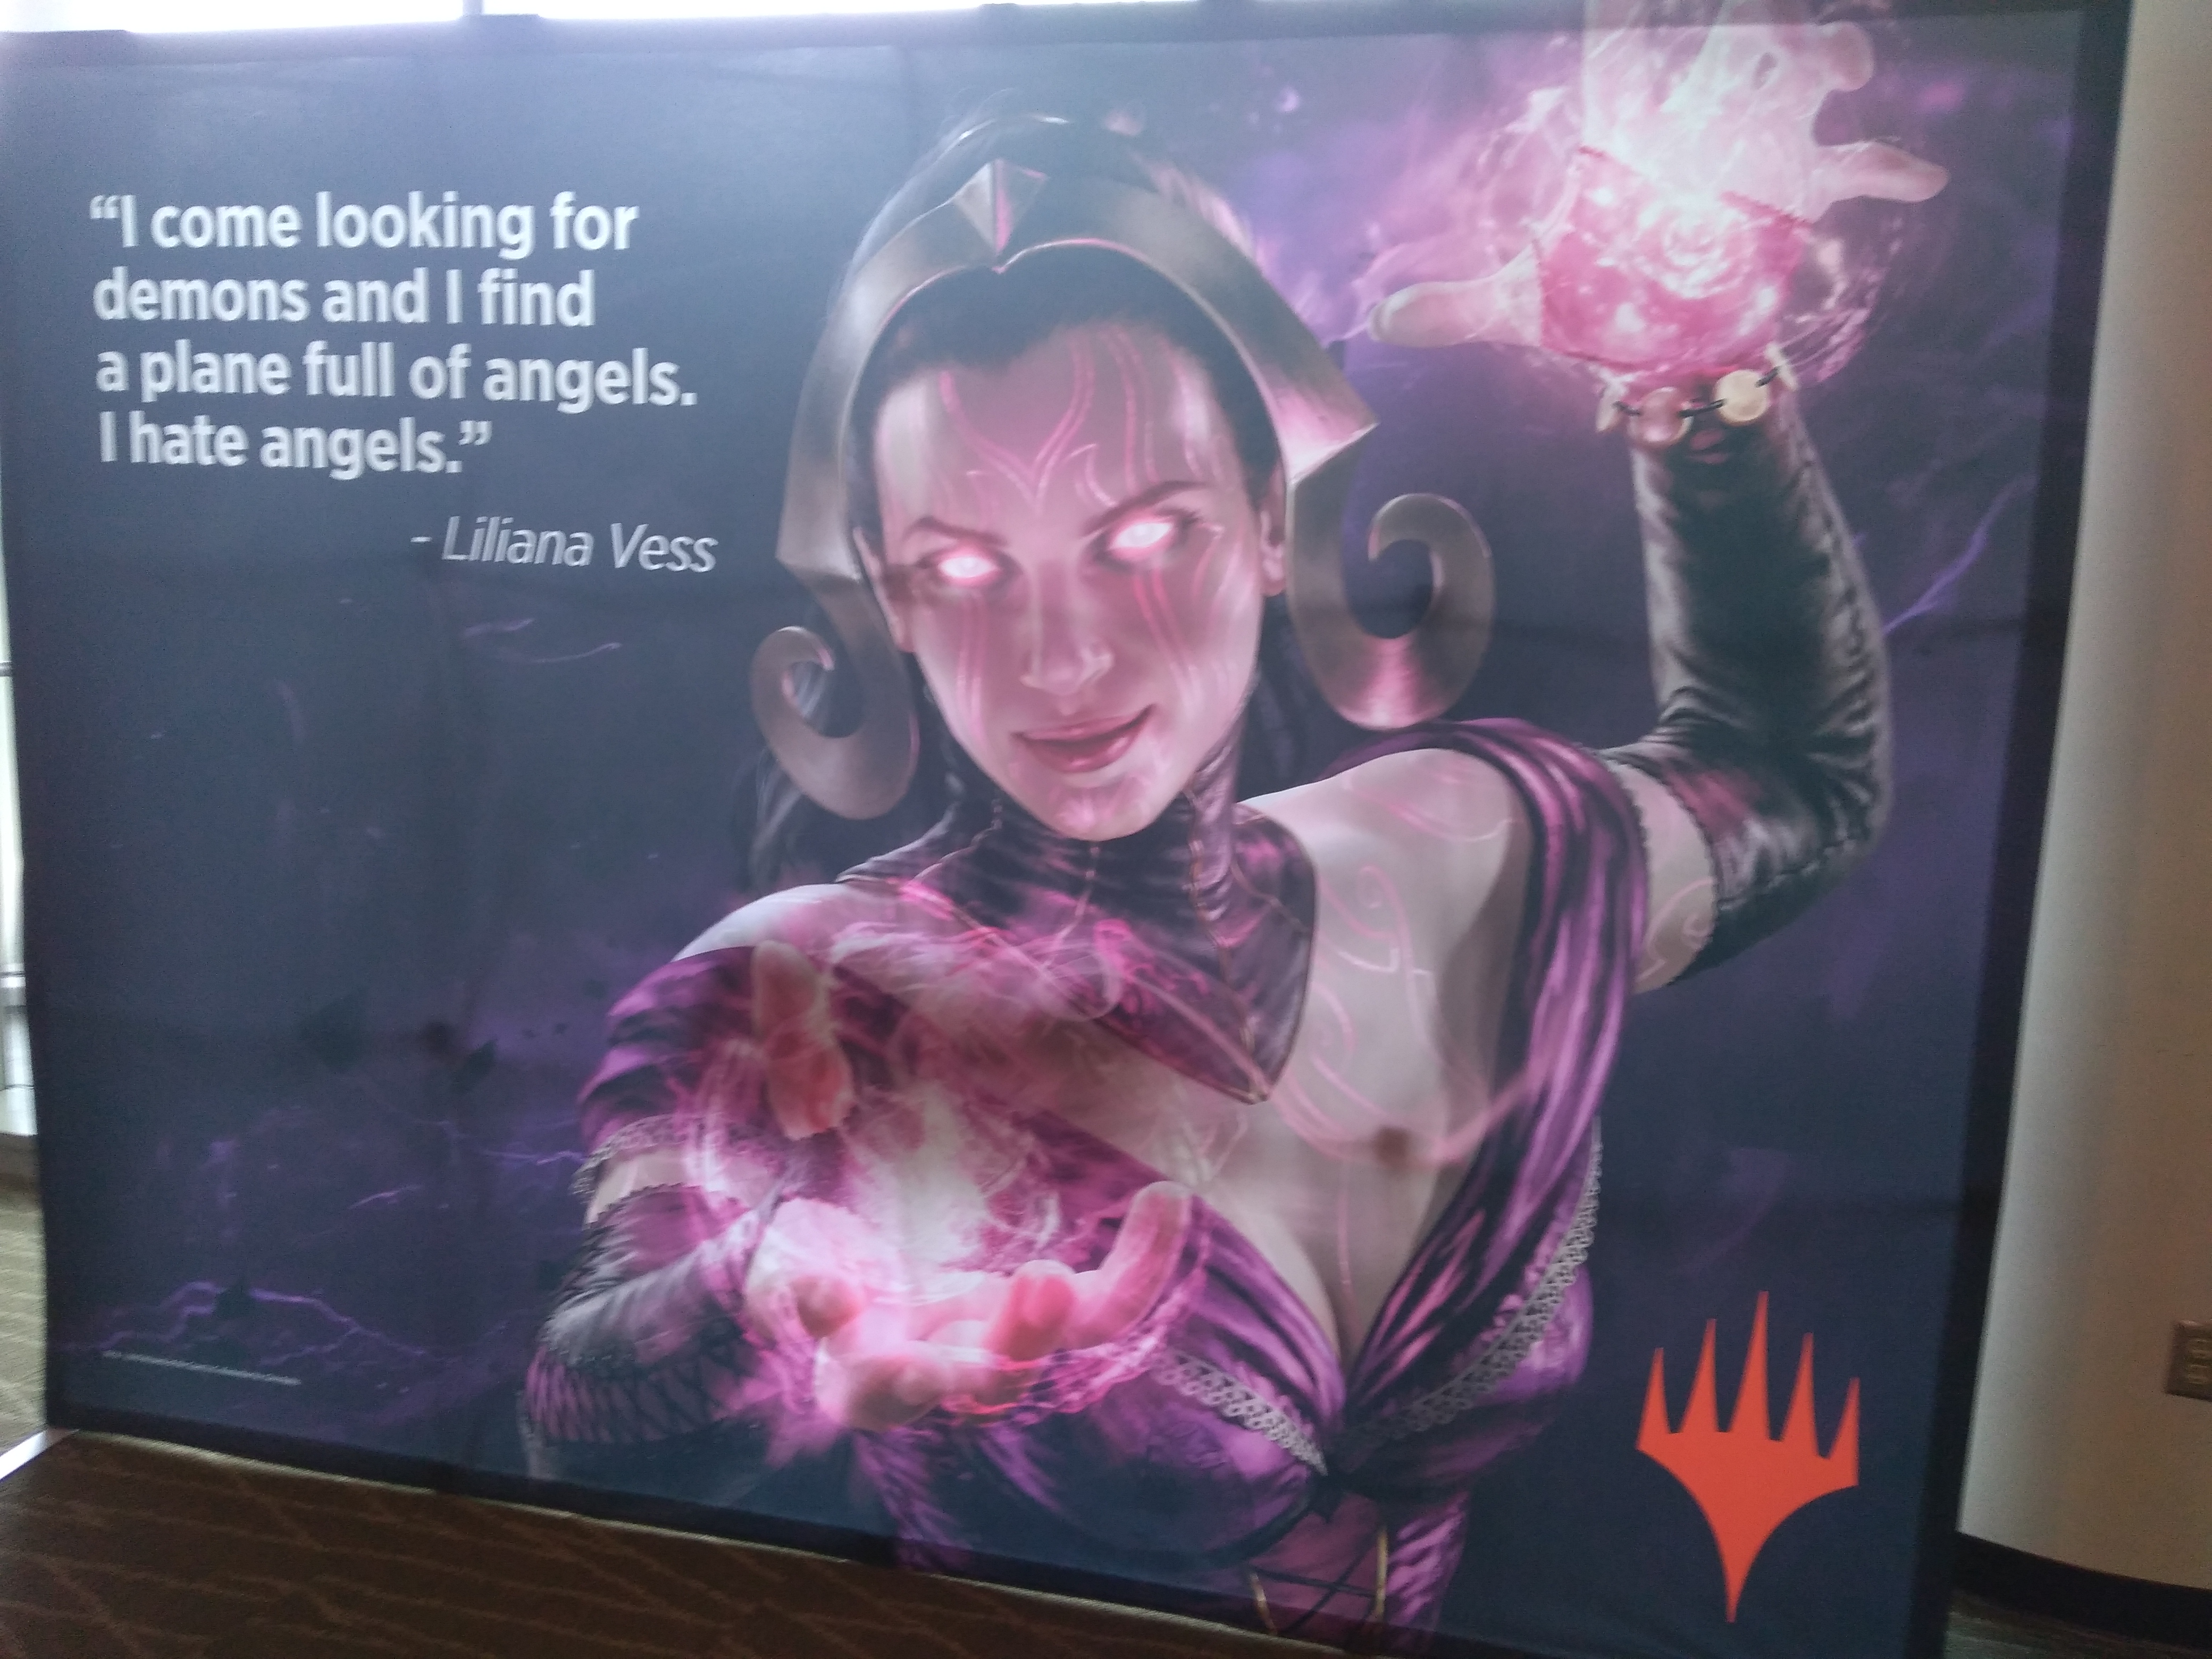 “I come looking for
demons and I find
a plane full of angels.
I hate angels.”
- Liliana Vess